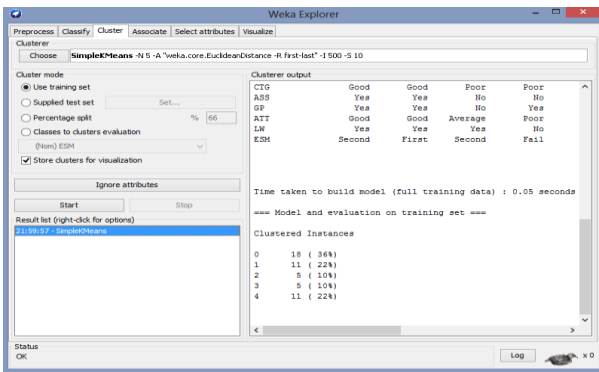 Weka Explorer
Preprocess Classify Cluster Associate Select attributes Visualize
Clusterer
Choose SimpleKMeans -N 5 -A "weka.core.EuclideanDistance -R first-last" -I 500 -S 10
Cluster mode
Use training set
Supplied test set Set...
Percentage split % 66
Classes to clusters evaluation
(Nom) ESM
Store clusters for visualization
Ignore attributes
Start Stop
Result list (right-click for options)
21:59:57 - SimpleKMeans
Clusterer output
CTG Good Good Poor Poor
ASS Yes Yes No No
GP Yes Yes No Yes
ATT Good Good Average Poor
LW Yes Yes Yes No
ESM Second First Second Fail
Time taken to build model (full training data) : 0.05 seconds
=== Model and evaluation on training set ===
Clustered Instances
0 18 ( 36%)
1 11 ( 22%)
2 5 ( 10%)
3 5 ( 10%)
4 11 ( 22%)
Status
OK
Log x 0